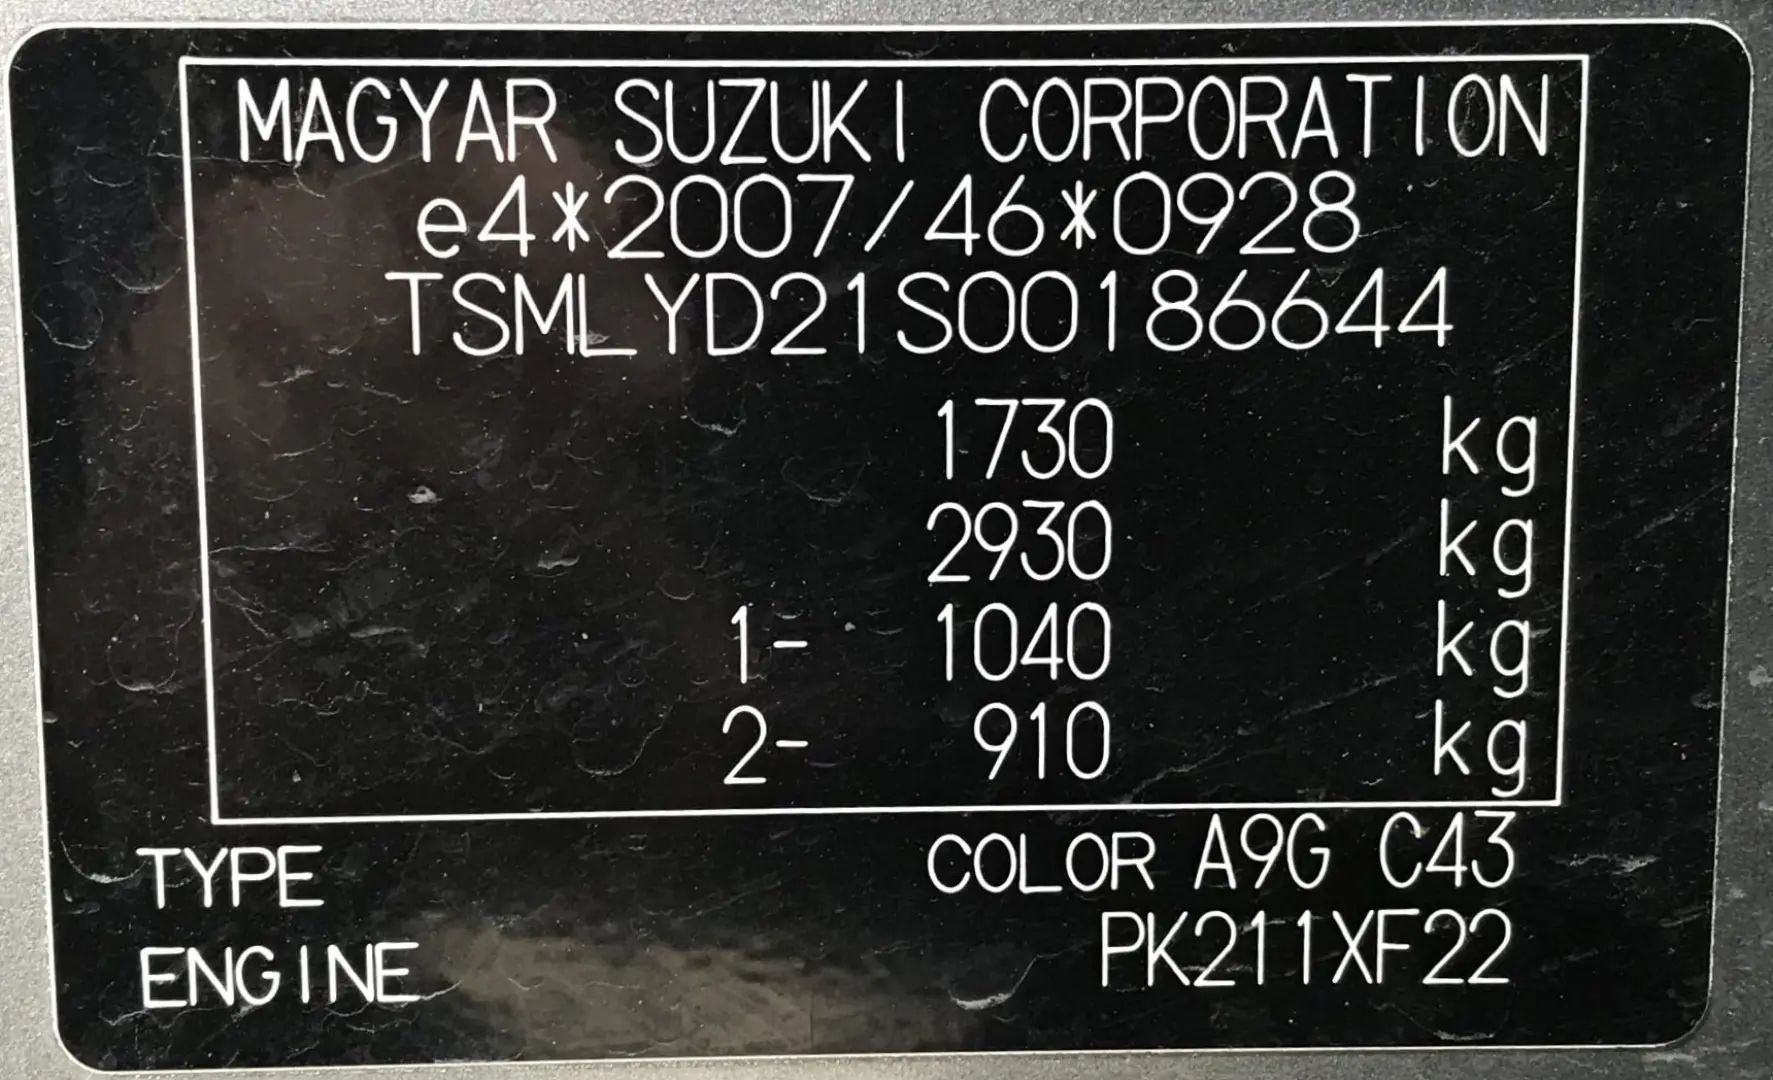 MAGYAR SUZUKI CORPORATION
e4*2007/46*0928
TSMLYD21S00186644
1730 kg
2930 kg
1- 1040 kg
2- 910 kg
TYPE COLOR A9G C43
ENGINE PK211XF22